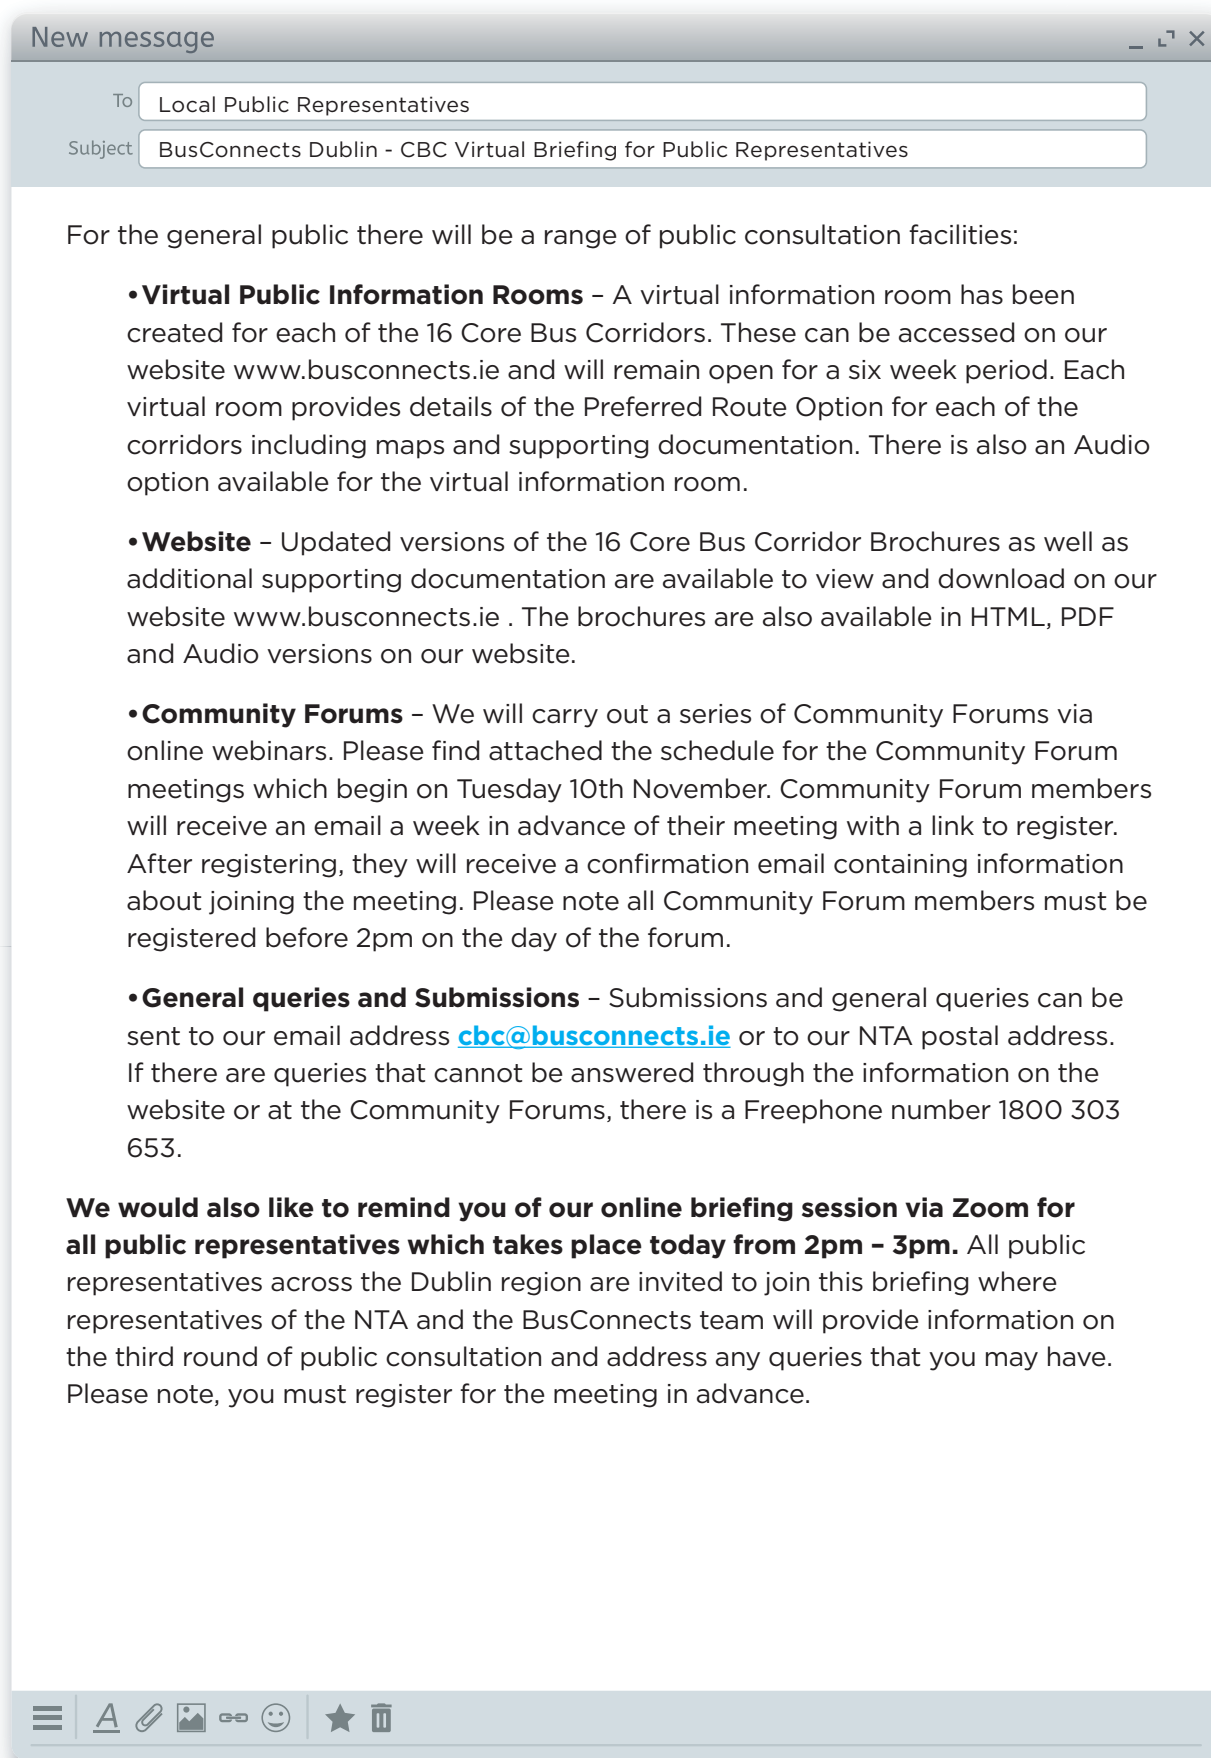 New message
To
Local Public Representatives
Subject
BusConnects Dublin - CBC Virtual Briefing for Public Representatives
For the general public there will be a range of public consultation facilities:
•Virtual Public Information Rooms – A virtual information room has been
created for each of the 16 Core Bus Corridors. These can be accessed on our
website www.busconnects.ie and will remain open for a six week period. Each
virtual room provides details of the Preferred Route Option for each of the
corridors including maps and supporting documentation. There is also an Audio
option available for the virtual information room.
•Website – Updated versions of the 16 Core Bus Corridor Brochures as well as
additional supporting documentation are available to view and download on our
website www.busconnects.ie . The brochures are also available in HTML, PDF
and Audio versions on our website.
•Community Forums – We will carry out a series of Community Forums via
online webinars. Please find attached the schedule for the Community Forum
meetings which begin on Tuesday 10th November. Community Forum members
will receive an email a week in advance of their meeting with a link to register.
After registering, they will receive a confirmation email containing information
about joining the meeting. Please note all Community Forum members must be
registered before 2pm on the day of the forum.
•General queries and Submissions – Submissions and general queries can be
sent to our email address cbc@busconnects.ie or to our NTA postal address.
If there are queries that cannot be answered through the information on the
website or at the Community Forums, there is a Freephone number 1800 303
653.
We would also like to remind you of our online briefing session via Zoom for
all public representatives which takes place today from 2pm – 3pm. All public
representatives across the Dublin region are invited to join this briefing where
representatives of the NTA and the BusConnects team will provide information on
the third round of public consultation and address any queries that you may have.
Please note, you must register for the meeting in advance.
A